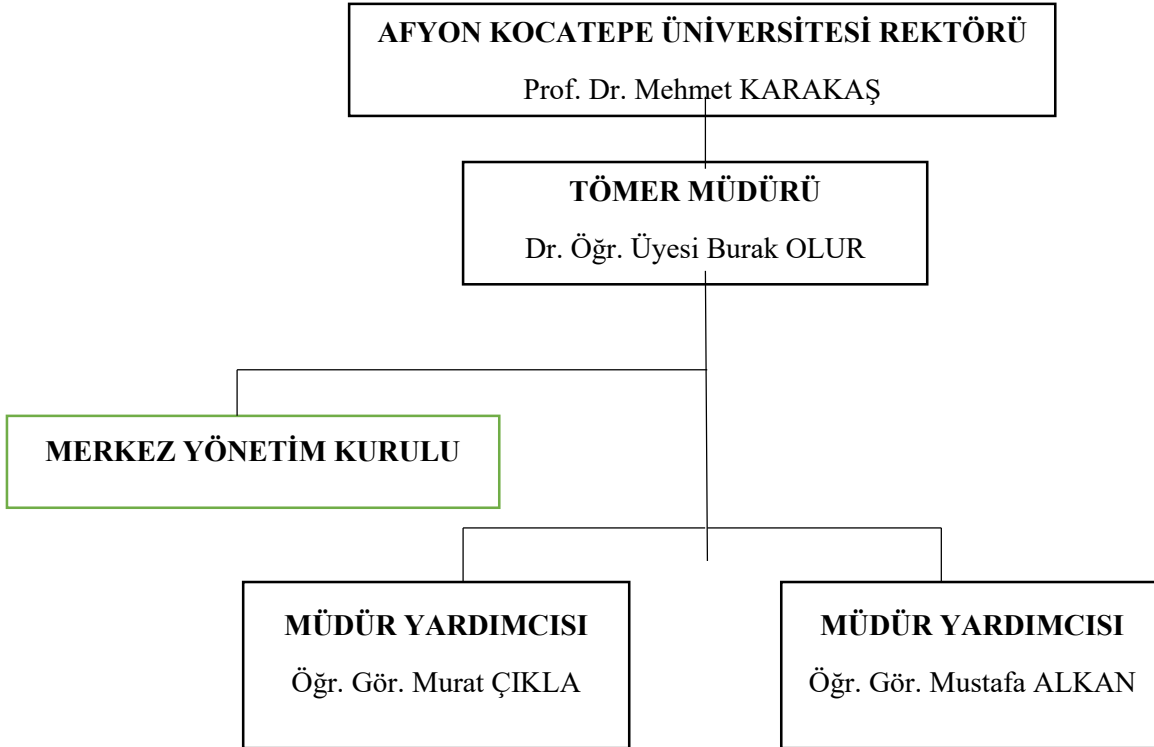 AFYON KOCATEPE ÜNİVERSİTESİ REKTÖRÜ
Prof. Dr. Mehmet KARAKAŞ
TÖMER MÜDÜRÜ
Dr. Öğr. Üyesi Burak OLUR
MERKEZ YÖNETİM KURULU
MÜDÜR YARDIMCISI
Öğr. Gör. Murat ÇIKLA
MÜDÜR YARDIMCISI
Öğr. Gör. Mustafa ALKAN